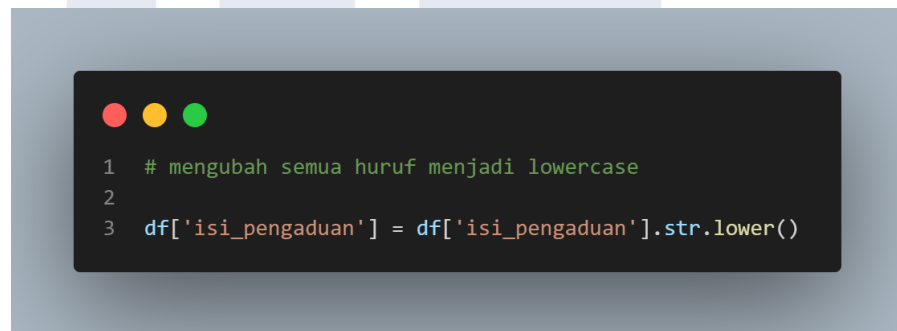 1 # mengubah semua huruf menjadi lowercase
2
3 df['isi_pengaduan'] = df['isi_pengaduan'].str.lower()